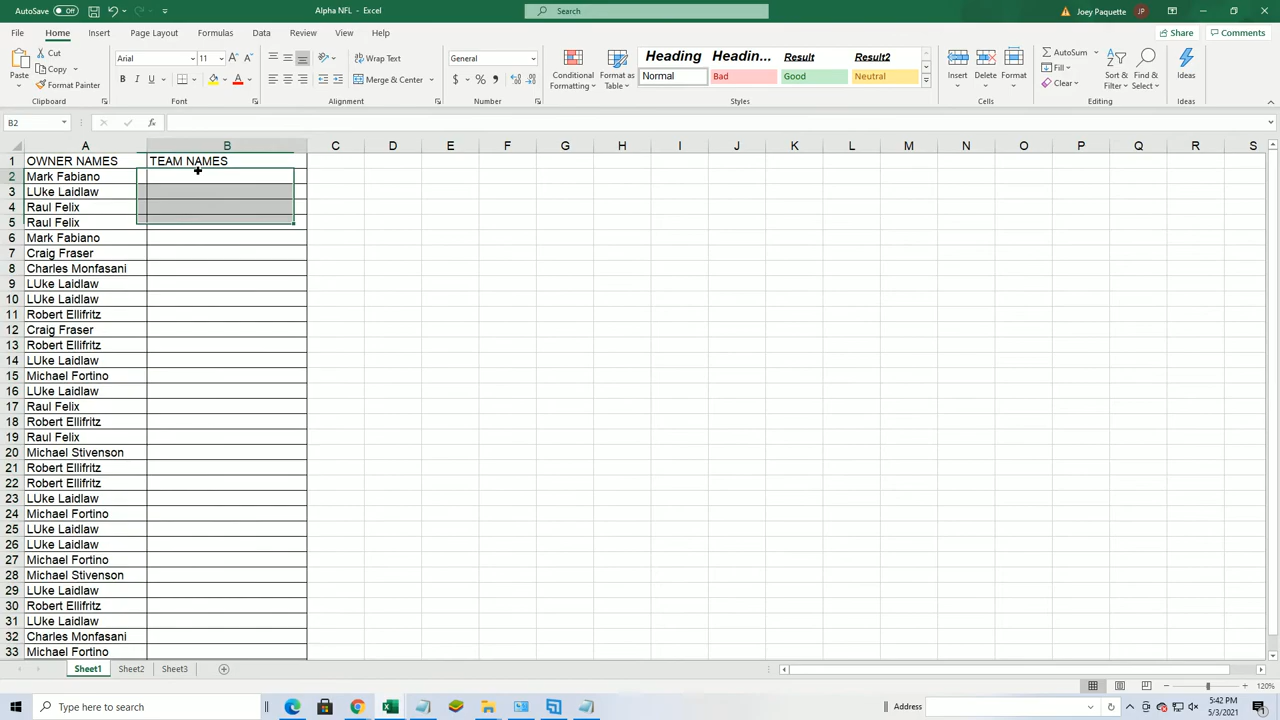 AutoSave Off
Alpha NFL - Excel
Search
Joey Paquette JP
File Home Insert Page Layout Formulas Data Review View Help
Share Comments
Paste Cut
Copy
Format Painter
Clipboard
Arial 11
B I U
Font
Wrap Text
Merge & Center
Alignment
General
$ % 9
Number
Conditional Formatting
Format as Table
Heading Headin... Result Result2
Normal Bad Good Neutral
Styles
Insert Delete Format
Cells
AutoSum
Fill
Clear
Sort & Filter
Find & Select
Editing
Ideas
Ideas
B2 fx
A B C D E F G H I J K L M N O P Q R S
1 OWNER NAMES TEAM NAMES
2 Mark Fabiano
3 LUke Laidlaw
4 Raul Felix
5 Raul Felix
6 Mark Fabiano
7 Craig Fraser
8 Charles Monfasani
9 LUke Laidlaw
10 LUke Laidlaw
11 Robert Ellifritz
12 Craig Fraser
13 Robert Ellifritz
14 LUke Laidlaw
15 Michael Fortino
16 LUke Laidlaw
17 Raul Felix
18 Robert Ellifritz
19 Raul Felix
20 Michael Stivenson
21 Robert Ellifritz
22 Robert Ellifritz
23 LUke Laidlaw
24 Michael Fortino
25 LUke Laidlaw
26 LUke Laidlaw
27 Michael Fortino
28 Michael Stivenson
29 LUke Laidlaw
30 Robert Ellifritz
31 LUke Laidlaw
32 Charles Monfasani
33 Michael Fortino
Sheet1 Sheet2 Sheet3
120%
Type here to search
Address
5:42 PM
5/3/2021